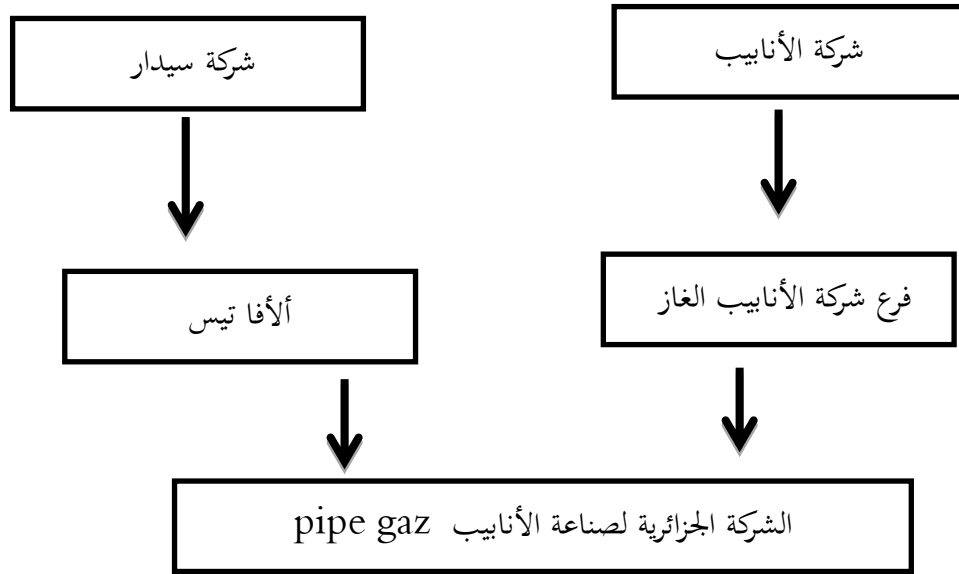 شركة الأنابيب
شركة سيدار
فرع شركة الأنابيب الغاز
ألأفا تيس
الشركة الجزائرية لصناعة الأنابيب pipe gaz